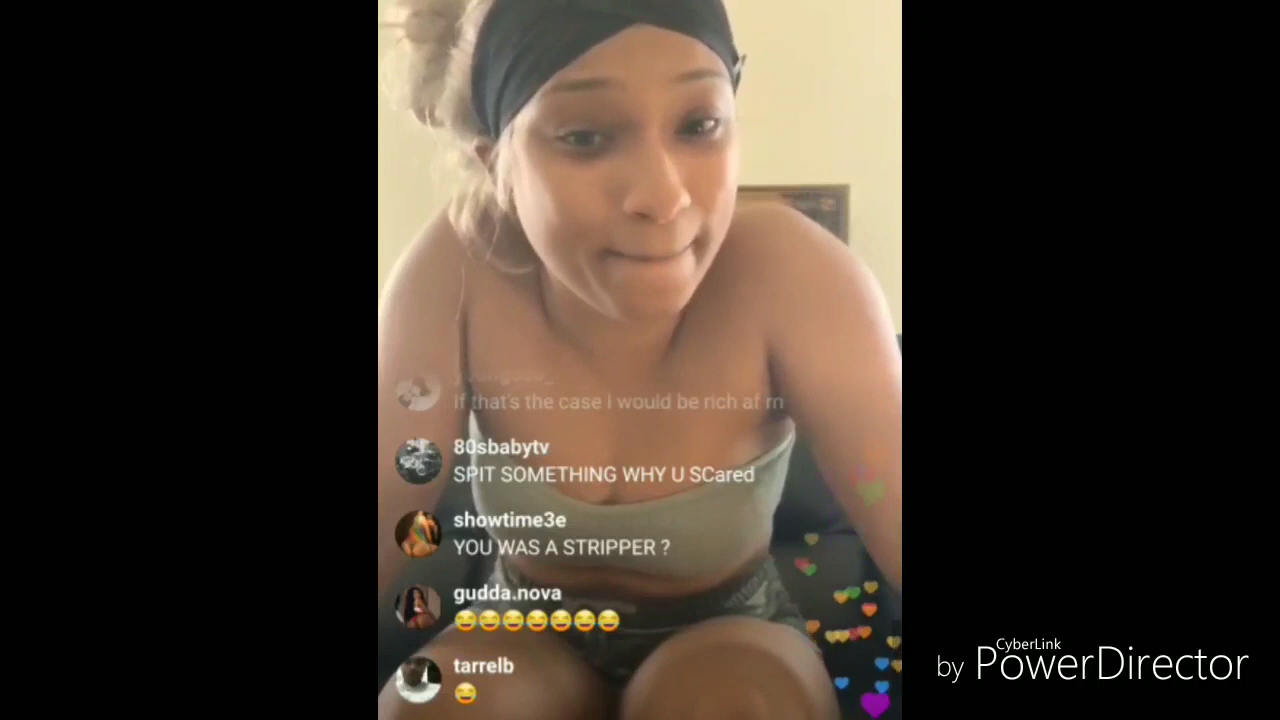 If that's the case I would be rich af rn
80sbabytv
SPIT SOMETHING WHY U SCared
showtime3e
YOU WAS A STRIPPER ?
gudda.nova
😂😂😂😂😂😂😂
tarrelb
😂
CyberLink
by PowerDirector